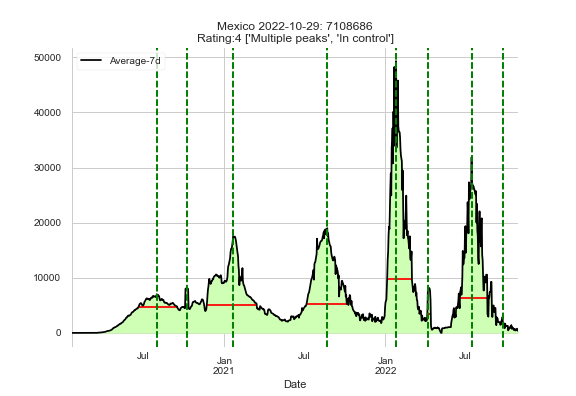 Mexico 2022-10-29: 7108686
Rating:4 ['Multiple peaks', 'In control']
Average-7d
50000
40000
30000
20000
10000
0
Jul
Jan
2021
Jul
Jan
2022
Jul
Date